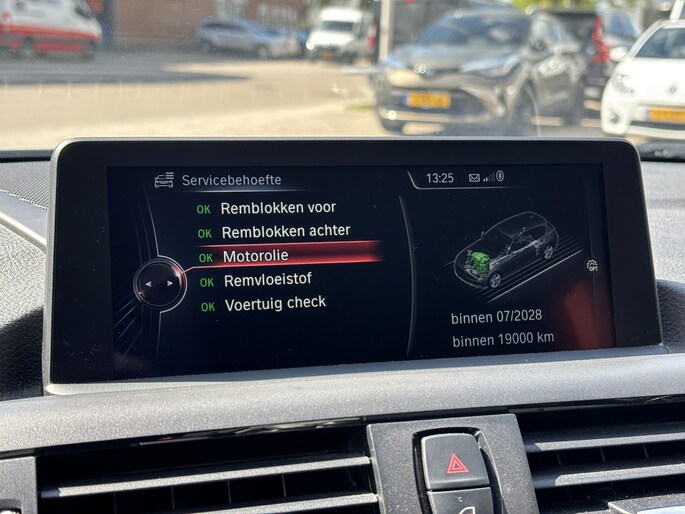 Servicebehoefte
13:25
OK Remblokken voor
OK Remblokken achter
OK Motorolie
OK Remvloeistof
OK Voertuig check
binnen 07/2028
binnen 19000 km